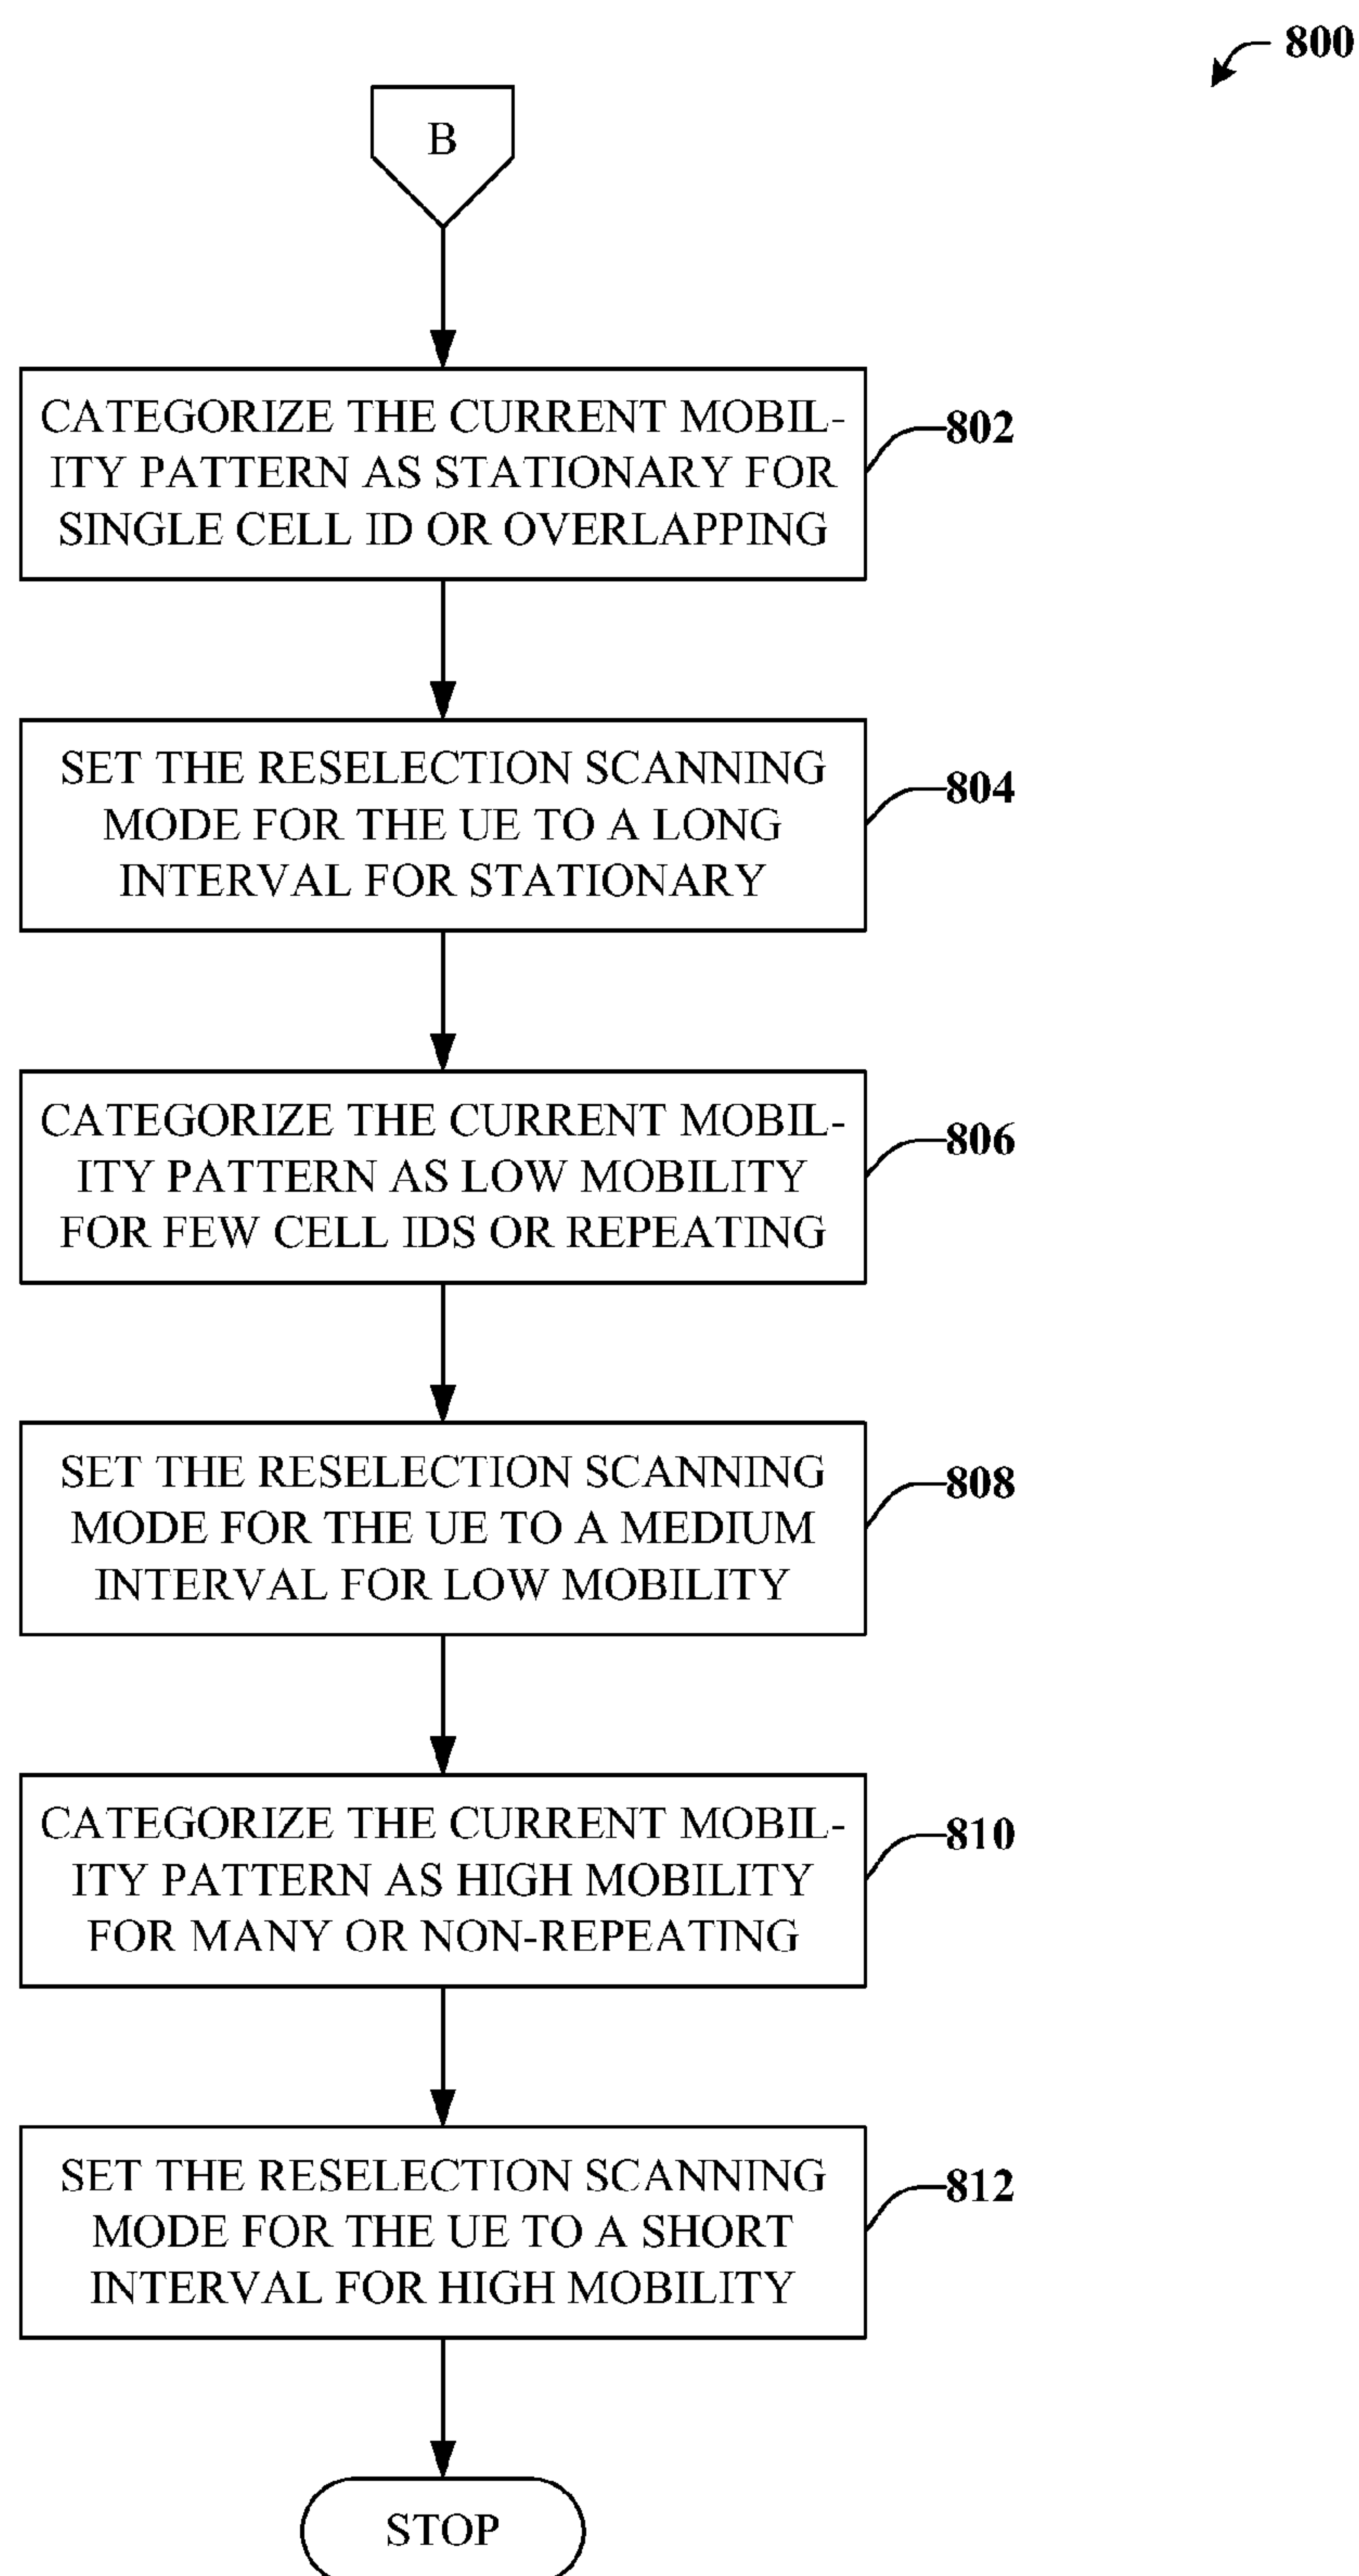 800
B
CATEGORIZE THE CURRENT MOBIL-
ITY PATTERN AS STATIONARY FOR
SINGLE CELL ID OR OVERLAPPING
802
SET THE RESELECTION SCANNING
MODE FOR THE UE TO A LONG
INTERVAL FOR STATIONARY
804
CATEGORIZE THE CURRENT MOBIL-
ITY PATTERN AS LOW MOBILITY
FOR FEW CELL IDS OR REPEATING
806
SET THE RESELECTION SCANNING
MODE FOR THE UE TO A MEDIUM
INTERVAL FOR LOW MOBILITY
808
CATEGORIZE THE CURRENT MOBIL-
ITY PATTERN AS HIGH MOBILITY
FOR MANY OR NON-REPEATING
810
SET THE RESELECTION SCANNING
MODE FOR THE UE TO A SHORT
INTERVAL FOR HIGH MOBILITY
812
STOP